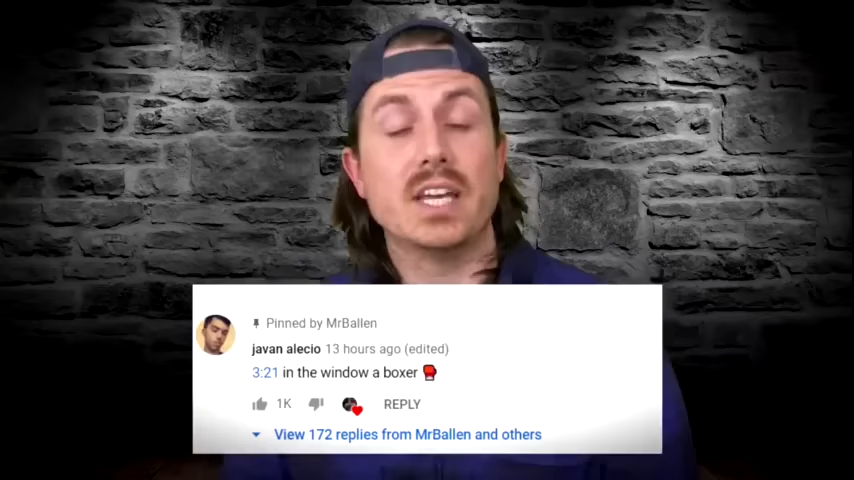 Pinned by MrBallen
javan alecio 13 hours ago (edited)
3:21 in the window a boxer 🥊
1K REPLY
View 172 replies from MrBallen and others